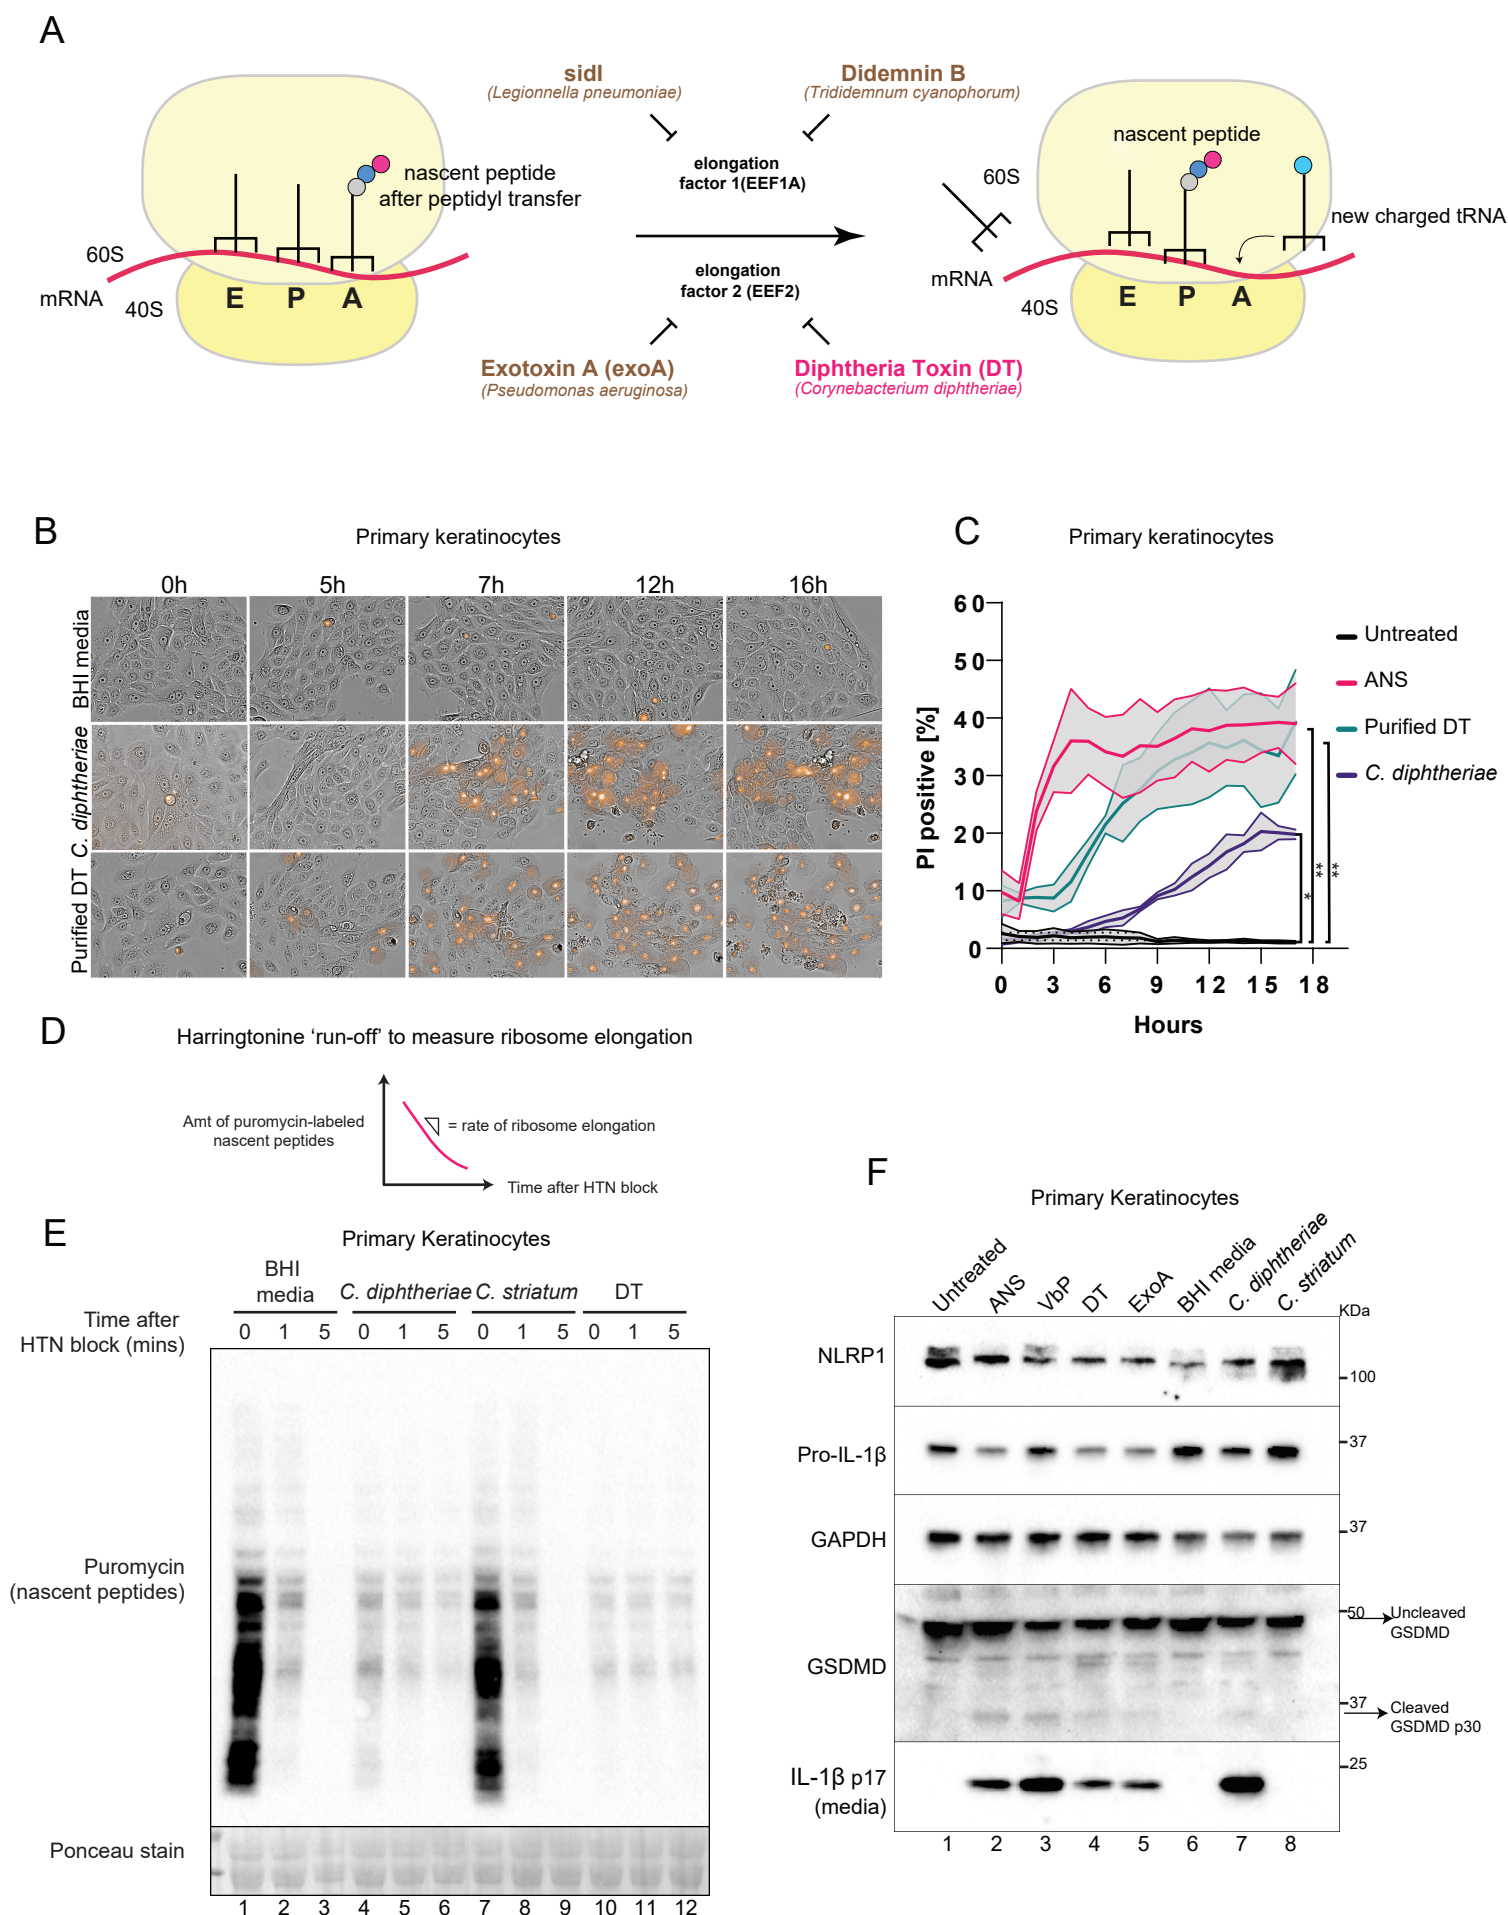 A
sidI
(Legionnella pneumoniae)
Didemnin B
(Trididemnum cyanophorum)
elongation
factor 1(EEF1A)
elongation
factor 2 (EEF2)
Exotoxin A (exoA)
(Pseudomonas aeruginosa)
Diphtheria Toxin (DT)
(Corynebacterium diphtheriae)
nascent peptide
after peptidyl transfer
60S
mRNA
40S
E P A
nascent peptide
60S
new charged tRNA
mRNA
40S
E P A
B
Primary keratinocytes
0h 5h 7h 12h 16h
BHI media
C. diphtheriae
Purified DT
C
Primary keratinocytes
PI positive [%]
60
50
40
30
20
10
0
0 3 6 9 12 15 18
Hours
Untreated
ANS
Purified DT
C. diphtheriae
*
**
**
D
Harringtonine ‘run-off’ to measure ribosome elongation
Amt of puromycin-labeled
nascent peptides
= rate of ribosome elongation
Time after HTN block
E
Primary Keratinocytes
BHI
media
C. diphtheriae
C. striatum
DT
Time after
HTN block (mins)
0 1 5 0 1 5 0 1 5 0 1 5
Puromycin
(nascent peptides)
Ponceau stain
1 2 3 4 5 6 7 8 9 10 11 12
F
Primary Keratinocytes
Untreated
ANS
VbP
DT
ExoA
BHI media
C. diphtheriae
C. striatum
KDa
NLRP1
100
Pro-IL-1β
37
GAPDH
37
GSDMD
50
Uncleaved
GSDMD
37
Cleaved
GSDMD p30
IL-1β p17
(media)
25
1 2 3 4 5 6 7 8